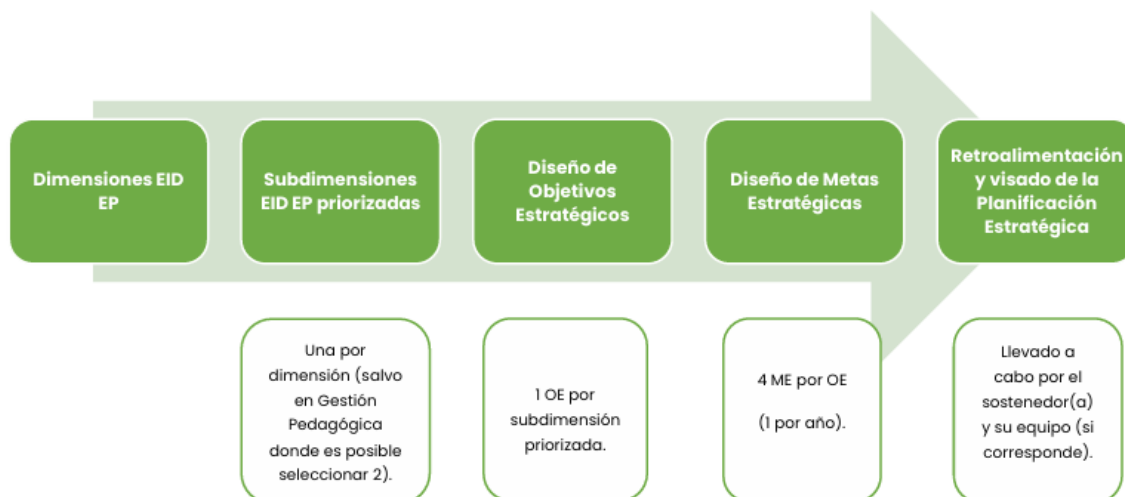 Dimensiones EID
EP
Subdimensiones
EID EP priorizadas
Diseño de
Objetivos
Estratégicos
Diseño de Metas
Estratégicas
Retroalimentación
y visado de la
Planificación
Estratégica
Una por
dimensión (salvo
en Gestión
Pedagógica
donde es posible
seleccionar 2).
1 OE por
subdimensión
priorizada.
4 ME por OE
(1 por año).
Llevado a
cabo por el
sostenedor(a)
y su equipo (si
corresponde).